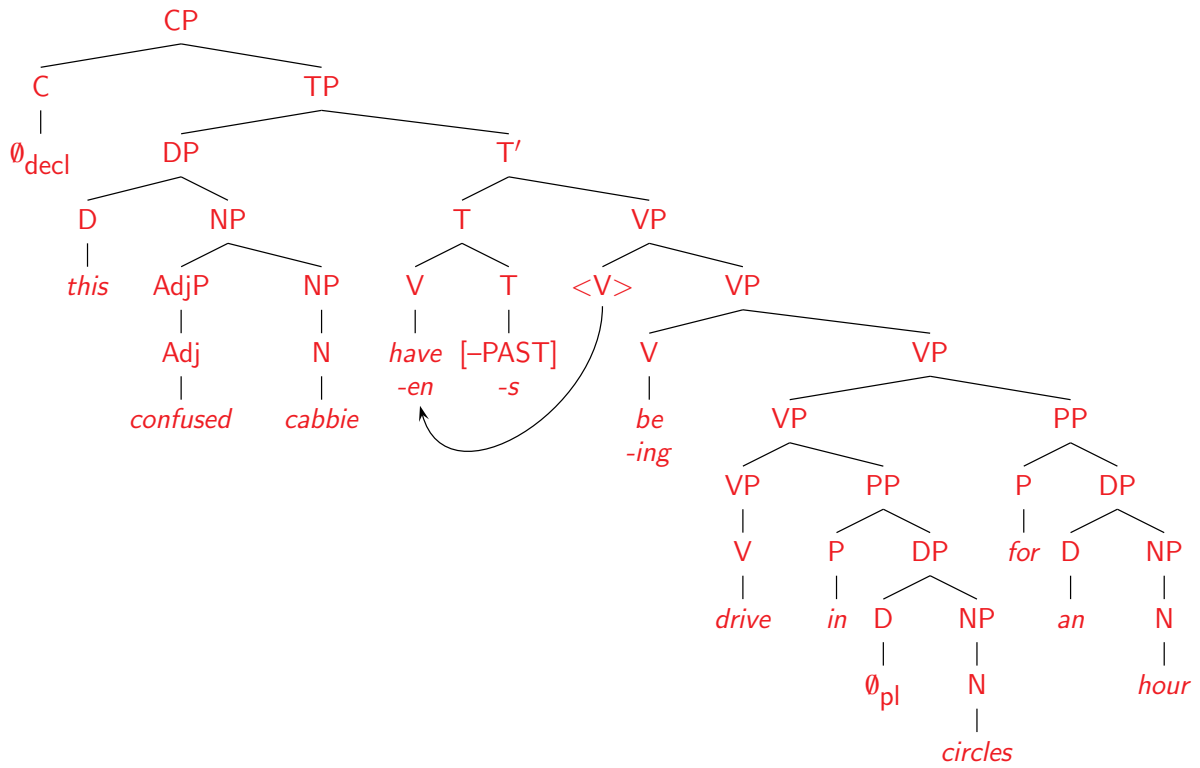 CP
C TP
∅decl DP T′
D NP T VP
this AdjP NP V T <V> VP
Adj N have [–PAST] V VP
-en -s be
confused cabbie -ing VP PP
VP PP P DP
V P DP for D NP
drive in D NP an N
∅pl N hour
circles